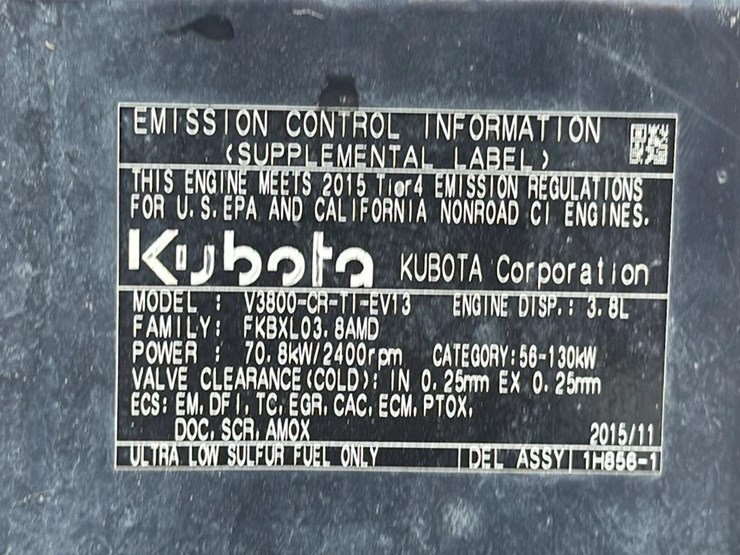 EMISSION CONTROL INFORMATION
(SUPPLEMENTAL LABEL)
THIS ENGINE MEETS 2015 Tier4 EMISSION REGULATIONS
FOR U.S.EPA AND CALIFORNIA NONROAD CI ENGINES.
Kubota KUBOTA Corporation
MODEL : V3800-CR-TI-EV13 ENGINE DISP.: 3.8L
FAMILY: FKBXL03.8AMD
POWER : 70.8kW/2400rpm CATEGORY:56-130kW
VALVE CLEARANCE(COLD): IN 0.25mm EX 0.25mm
ECS: EM, DFI, TC, EGR, CAC, ECM, PTOX,
DOC, SCR, AMOX 2015/11
ULTRA LOW SULFUR FUEL ONLY DEL ASSY 1H856-1